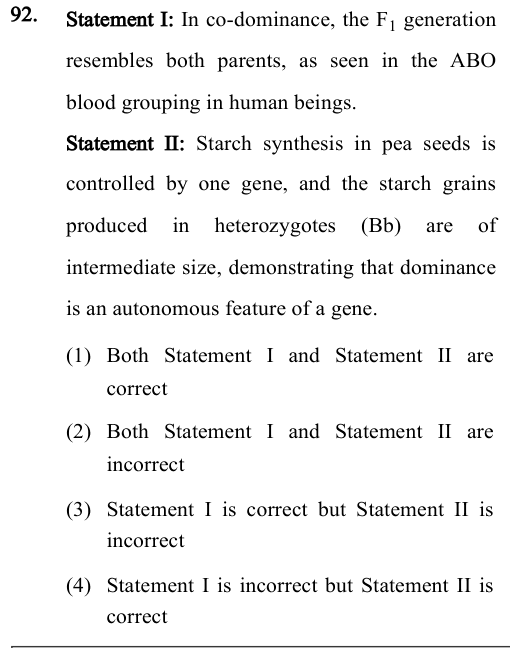 92. Statement I: In co-dominance, the F₁ generation
resembles both parents, as seen in the ABO
blood grouping in human beings.
Statement II: Starch synthesis in pea seeds is
controlled by one gene, and the starch grains
produced in heterozygotes (Bb) are of
intermediate size, demonstrating that dominance
is an autonomous feature of a gene.
(1) Both Statement I and Statement II are
correct
(2) Both Statement I and Statement II are
incorrect
(3) Statement I is correct but Statement II is
incorrect
(4) Statement I is incorrect but Statement II is
correct